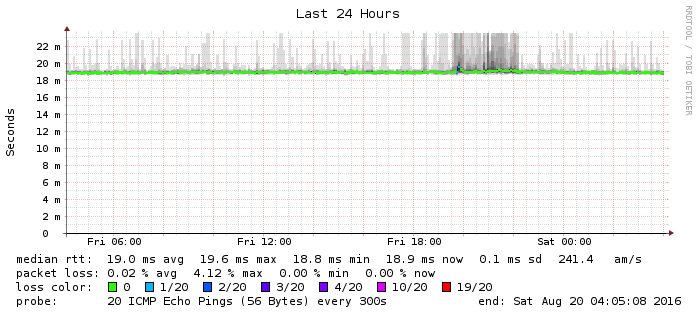 Last 24 Hours
RRDTOOL / TOBI OETIKER
Seconds
22 m
20 m
18 m
16 m
14 m
12 m
10 m
8 m
6 m
4 m
2 m
0
Fri 06:00 Fri 12:00 Fri 18:00 Sat 00:00
median rtt: 19.0 ms avg 19.6 ms max 18.8 ms min 18.9 ms now 0.1 ms sd 241.4 am/s
packet loss: 0.02 % avg 4.12 % max 0.00 % min 0.00 % now
loss color: 0 1/20 2/20 3/20 4/20 10/20 19/20
probe: 20 ICMP Echo Pings (56 Bytes) every 300s end: Sat Aug 20 04:05:08 2016